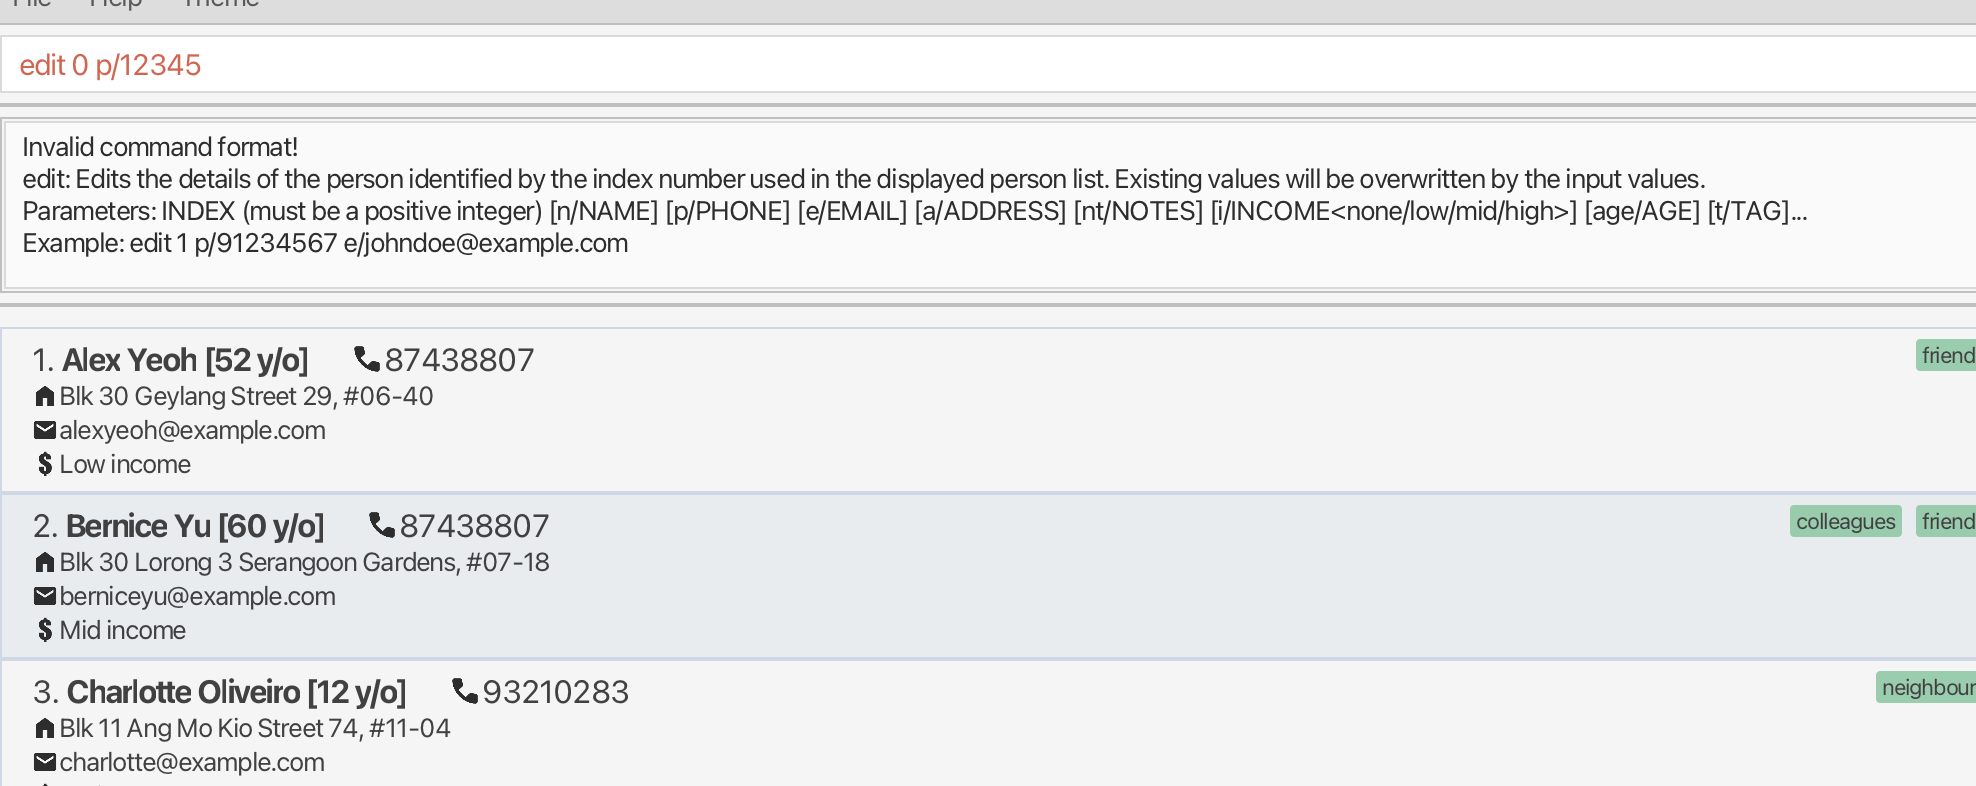 File Help Theme
edit 0 p/12345
Invalid command format!
edit: Edits the details of the person identified by the index number used in the displayed person list. Existing values will be overwritten by the input values.
Parameters: INDEX (must be a positive integer) [n/NAME] [p/PHONE] [e/EMAIL] [a/ADDRESS] [nt/NOTES] [i/INCOME<none/low/mid/high>] [age/AGE] [t/TAG]...
Example: edit 1 p/91234567 e/johndoe@example.com
1. Alex Yeoh [52 y/o] 87438807 friend
Blk 30 Geylang Street 29, #06-40
alexyeoh@example.com
$ Low income
2. Bernice Yu [60 y/o] 87438807 colleagues friend
Blk 30 Lorong 3 Serangoon Gardens, #07-18
berniceyu@example.com
$ Mid income
3. Charlotte Oliveiro [12 y/o] 93210283 neighbour
Blk 11 Ang Mo Kio Street 74, #11-04
charlotte@example.com